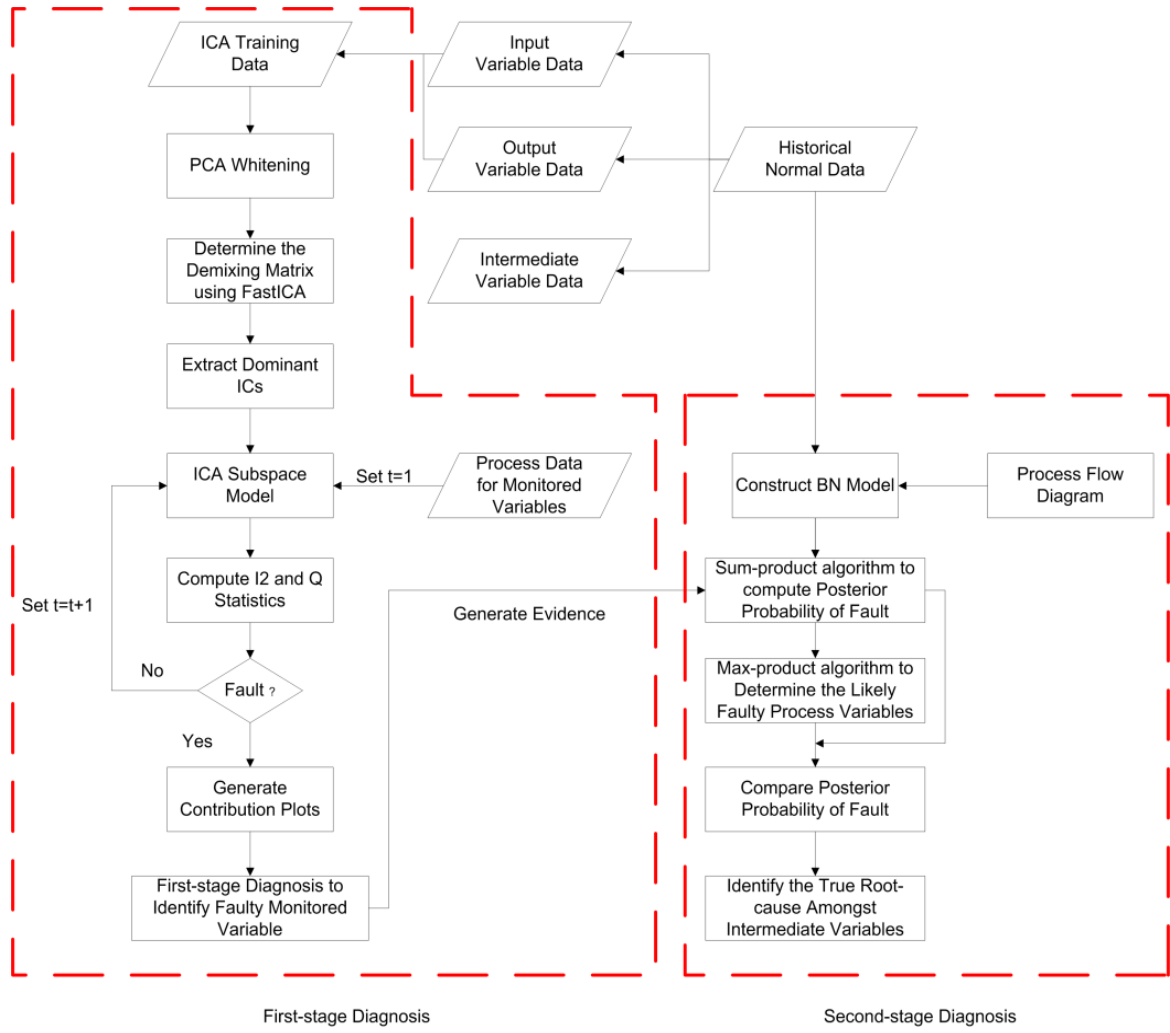 ICA Training
Data
Input
Variable Data
PCA Whitening
Output
Variable Data
Historical
Normal Data
Determine the
Demixing Matrix
using FastICA
Intermediate
Variable Data
Extract Dominant
ICs
ICA Subspace
Model
Set t=1
Process Data
for Monitored
Variables
Construct BN Model
Process Flow
Diagram
Compute I2 and Q
Statistics
Set t=t+1
Generate Evidence
Sum-product algorithm to
compute Posterior
Probability of Fault
No
Fault ?
Yes
Max-product algorithm to
Determine the Likely
Faulty Process Variables
Generate
Contribution Plots
Compare Posterior
Probability of Fault
First-stage Diagnosis to
Identify Faulty Monitored
Variable
Identify the True Root-
cause Amongst
Intermediate Variables
First-stage Diagnosis
Second-stage Diagnosis